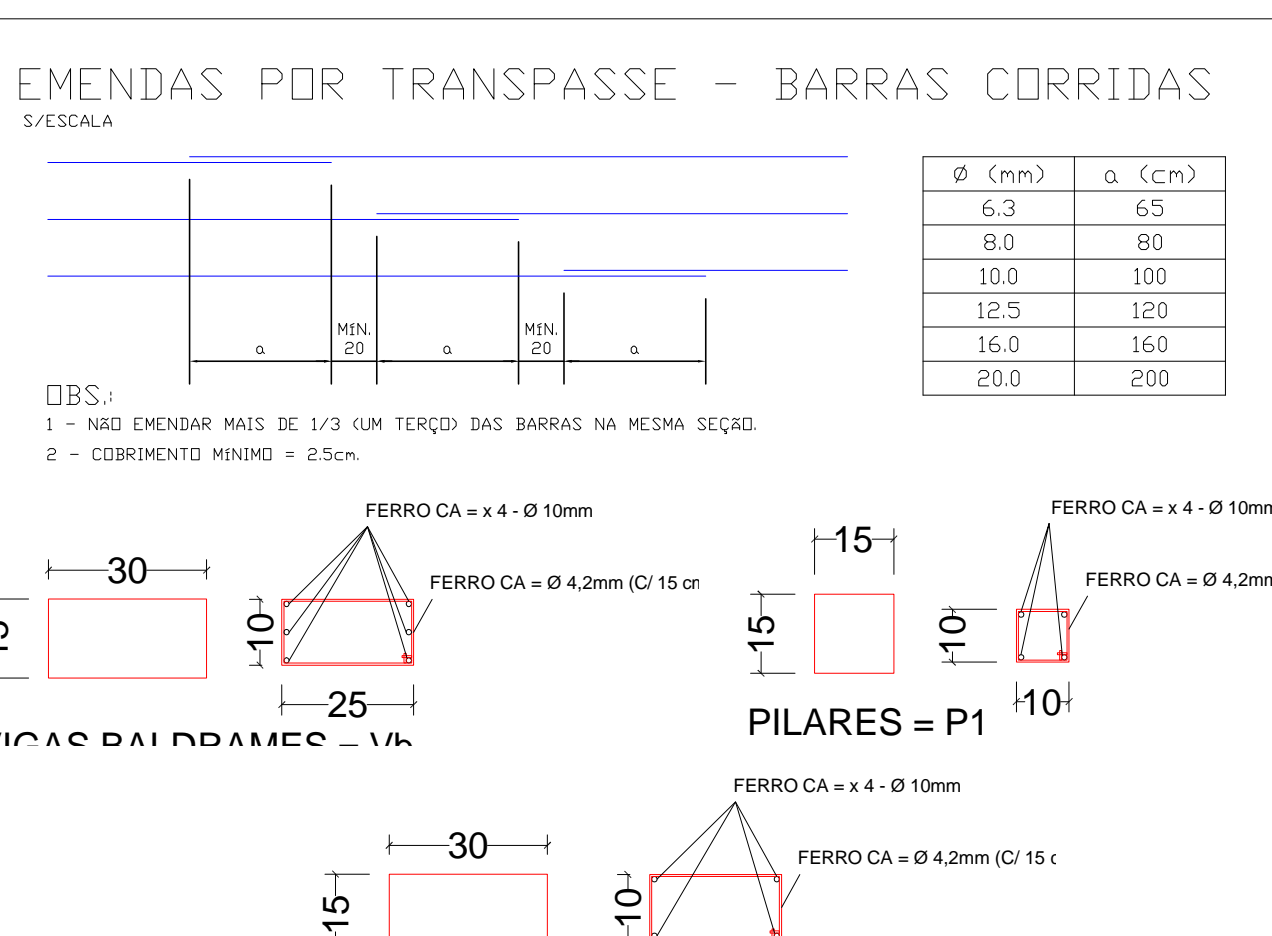 EMENDAS POR TRANSPASSE - BARRAS CORRIDAS
S/ESCALA
Ø (mm) a (cm)
6.3 65
8.0 80
10.0 100
12.5 120
16.0 160
20.0 200
MíN. MíN.
a 20 a 20 a
OBS.:
1 - NãO EMENDAR MAIS DE 1/3 (UM TERÇO) DAS BARRAS NA MESMA SEÇãO.
2 - COBRIMENTO MíNIMO = 2.5cm.
FERRO CA = x 4 - Ø 10mm
30
FERRO CA = Ø 4,2mm (C/ 15 cm
10
25
VIGAS BALDRAMES = Vb
FERRO CA = x 4 - Ø 10mm
15
FERRO CA = Ø 4,2mm
15
10
10
PILARES = P1
FERRO CA = x 4 - Ø 10mm
30
FERRO CA = Ø 4,2mm (C/ 15 c
15
10